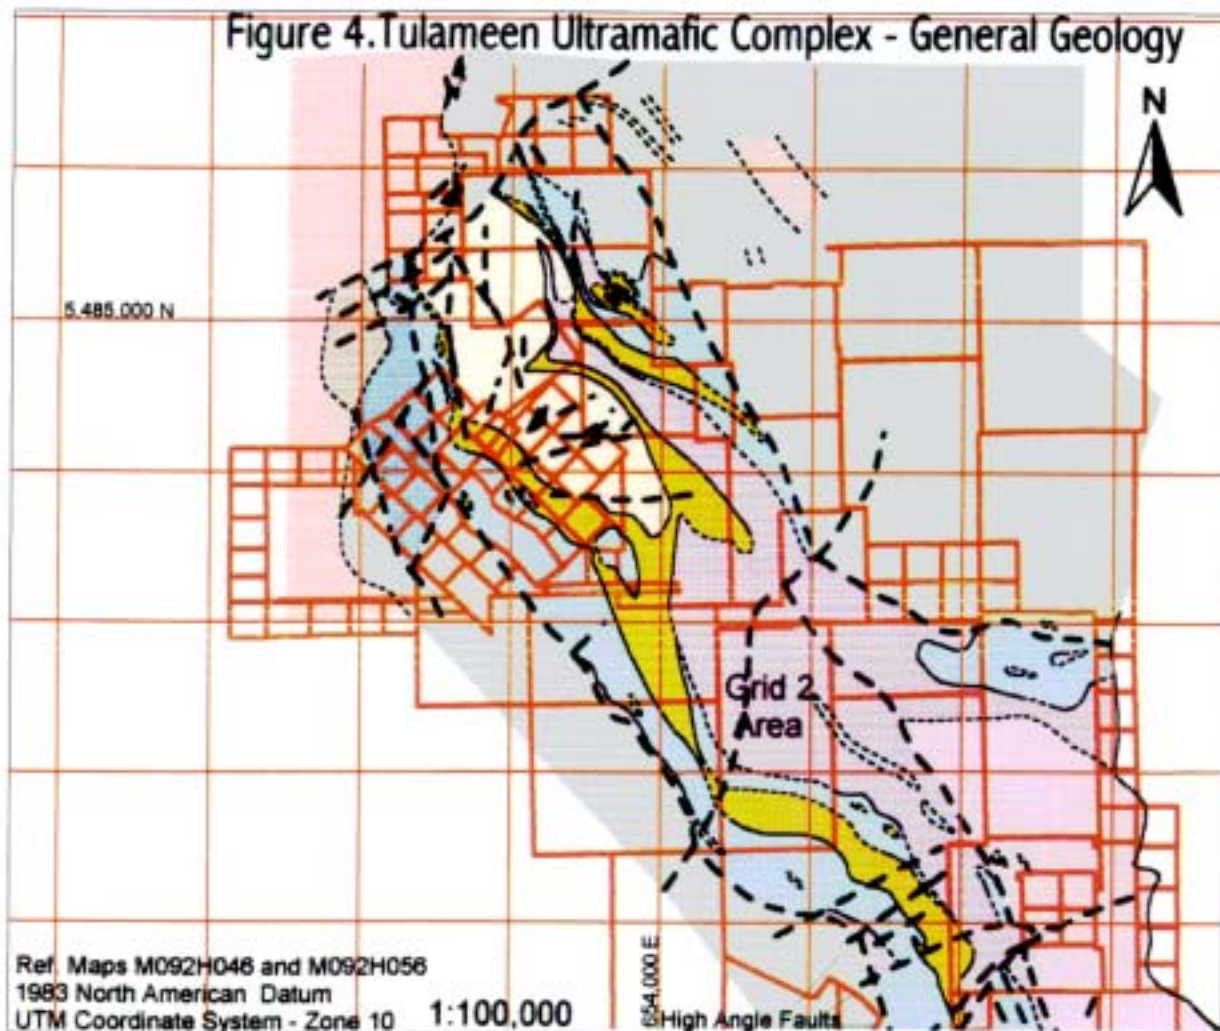 Figure 4.Tulameen Ultramafic Complex - General Geology
N
5.485.000 N
Grid 2
Area
Ref. Maps M092H046 and M092H056
1983 North American Datum
UTM Coordinate System - Zone 10
1:100,000
654,000 E
High Angle Faults